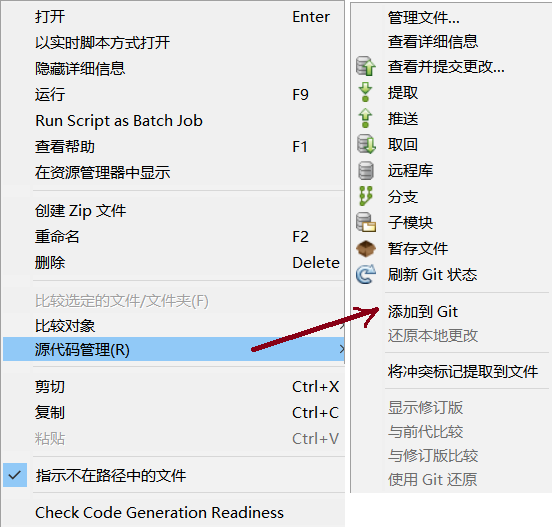 打开 Enter
以实时脚本方式打开
隐藏详细信息
运行 F9
Run Script as Batch Job
查看帮助 F1
在资源管理器中显示
创建 Zip 文件
重命名 F2
删除 Delete
比较选定的文件/文件夹(F)
比较对象
源代码管理(R)
剪切 Ctrl+X
复制 Ctrl+C
粘贴 Ctrl+V
指示不在路径中的文件
Check Code Generation Readiness
管理文件...
查看详细信息
查看并提交更改...
提取
推送
取回
远程库
分支
子模块
暂存文件
刷新 Git 状态
添加到 Git
还原本地更改
将冲突标记提取到文件
显示修订版
与前代比较
与修订版比较
使用 Git 还原